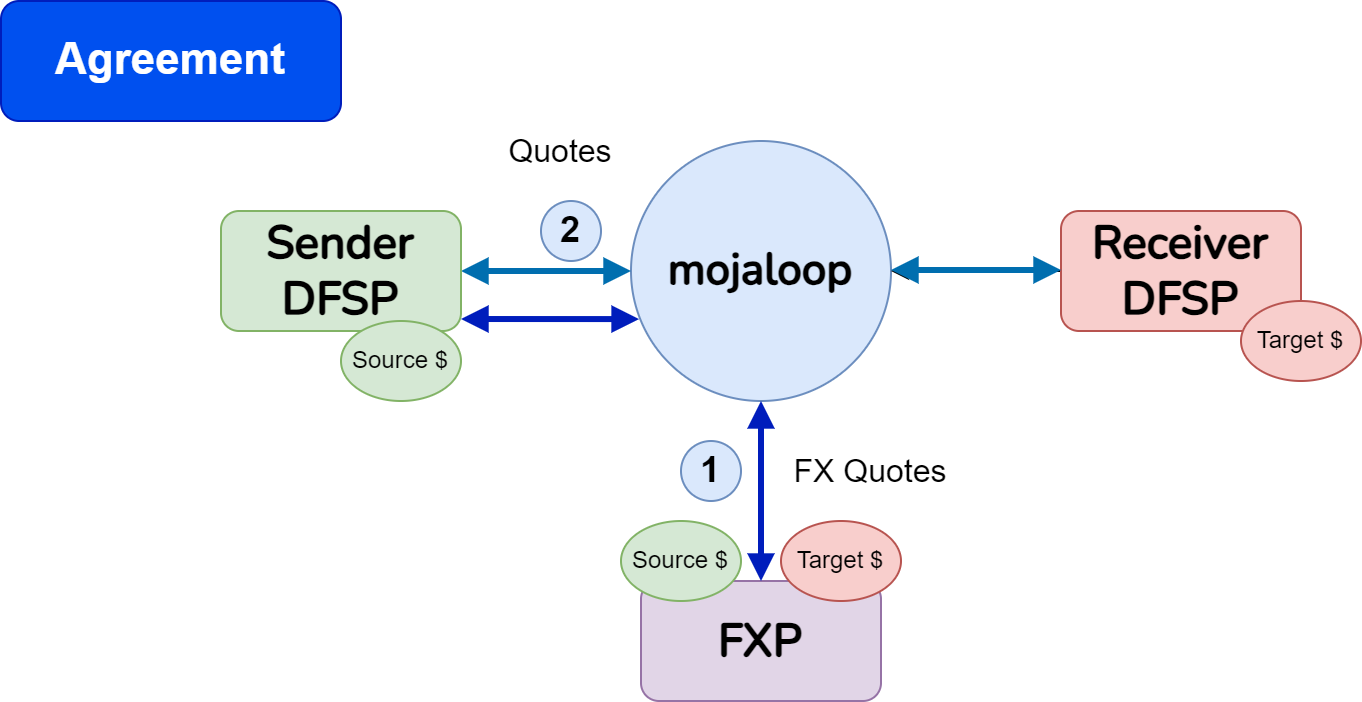 Agreement
Quotes
2
Sender
DFSP
Source $
mojaloop
Receiver
DFSP
Target $
1
FX Quotes
Source $
Target $
FXP